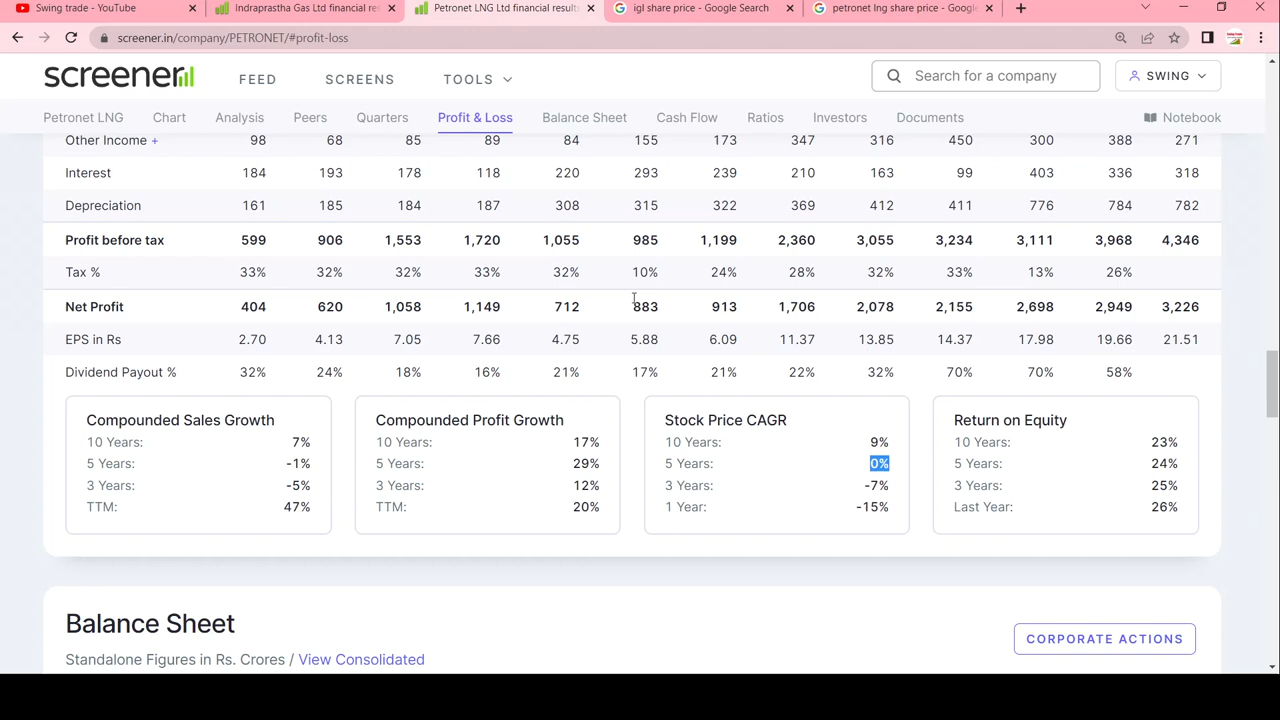 Swing trade - YouTube
Indraprastha Gas Ltd financial res
Petronet LNG Ltd financial results
igl share price - Google Search
petronet lng share price - Google
screener.in/company/PETRONET/#profit-loss
screener
FEED
SCREENS
TOOLS
Search for a company
SWING
Petronet LNG
Chart
Analysis
Peers
Quarters
Profit & Loss
Balance Sheet
Cash Flow
Ratios
Investors
Documents
Notebook
Other Income + 98 68 85 89 84 155 173 347 316 450 300 388 271
Interest 184 193 178 118 220 293 239 210 163 99 403 336 318
Depreciation 161 185 184 187 308 315 322 369 412 411 776 784 782
Profit before tax 599 906 1,553 1,720 1,055 985 1,199 2,360 3,055 3,234 3,111 3,968 4,346
Tax % 33% 32% 32% 33% 32% 10% 24% 28% 32% 33% 13% 26%
Net Profit 404 620 1,058 1,149 712 883 913 1,706 2,078 2,155 2,698 2,949 3,226
EPS in Rs 2.70 4.13 7.05 7.66 4.75 5.88 6.09 11.37 13.85 14.37 17.98 19.66 21.51
Dividend Payout % 32% 24% 18% 16% 21% 17% 21% 22% 32% 70% 70% 58%
Compounded Sales Growth
10 Years: 7%
5 Years: -1%
3 Years: -5%
TTM: 47%
Compounded Profit Growth
10 Years: 17%
5 Years: 29%
3 Years: 12%
TTM: 20%
Stock Price CAGR
10 Years: 9%
5 Years: 0%
3 Years: -7%
1 Year: -15%
Return on Equity
10 Years: 23%
5 Years: 24%
3 Years: 25%
Last Year: 26%
Balance Sheet
CORPORATE ACTIONS
Standalone Figures in Rs. Crores / View Consolidated